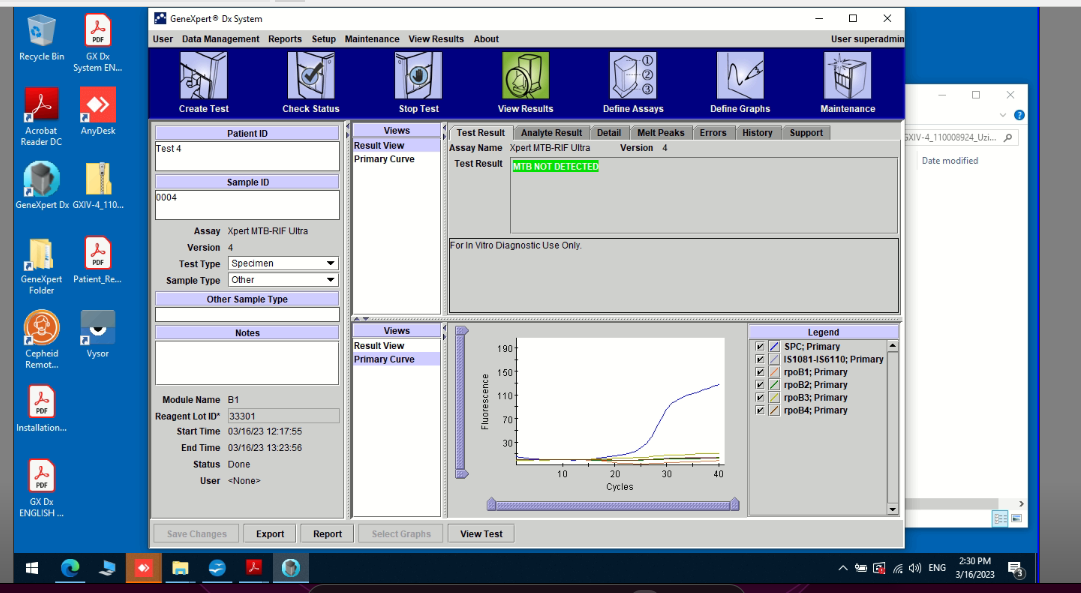 GeneXpert® Dx System
User Data Management Reports Setup Maintenance View Results About
User superadmin
Create Test
Check Status
Stop Test
View Results
Define Assays
Define Graphs
Maintenance
Recycle Bin
GX Dx
System EN...
Acrobat
Reader DC
AnyDesk
GeneXpert Dx
GXIV-4_110...
GeneXpert
Folder
Patient_Re...
Cepheid
Remot...
Vysor
Installation...
GX Dx
ENGLISH ...
Patient ID
Test 4
Sample ID
0004
Assay Xpert MTB-RIF Ultra
Version 4
Test Type Specimen
Sample Type Other
Other Sample Type
Notes
Module Name B1
Reagent Lot ID* 33301
Start Time 03/16/23 12:17:55
End Time 03/16/23 13:23:56
Status Done
User <None>
Views
Result View
Primary Curve
Test Result Analyte Result Detail Melt Peaks Errors History Support
Assay Name Xpert MTB-RIF Ultra Version 4
Test Result MTB NOT DETECTED
For In Vitro Diagnostic Use Only.
Views
Result View
Primary Curve
Fluorescence
190
150
110
70
30
10 20 30 40
Cycles
Legend
SPC; Primary
IS1081-IS6110; Primary
rpoB1; Primary
rpoB2; Primary
rpoB3; Primary
rpoB4; Primary
Save Changes Export Report Select Graphs View Test
GXIV-4_110008924_Uzi...
Date modified
ENG
2:30 PM
3/16/2023
3